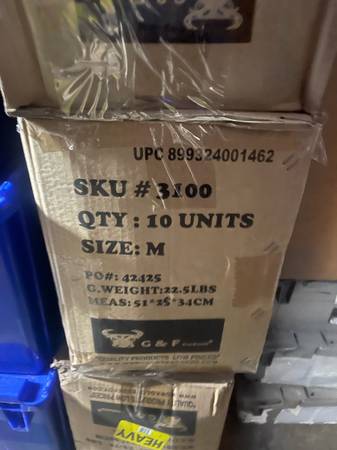 UPC 899324001462
SKU # 3100
QTY : 10 UNITS
SIZE: M
PO#: 42425
G.WEIGHT:22.5LBS
MEAS: 51*28*34CM
G & F
"QUALITY PRODUCTS LOW PRICES"
HEAVY